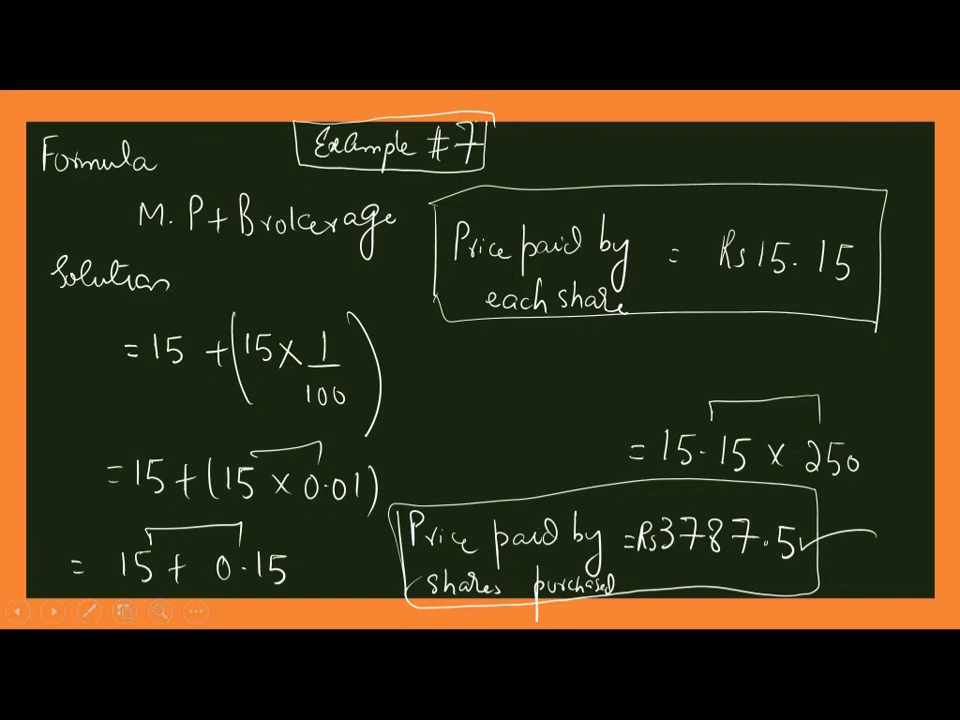 Example #7
Formula
M.P + Brokerage
Solution
= 15 + (15 × 1/100)
= 15 + (15 × 0.01)
= 15 + 0.15
Price paid by = Rs 15.15
each share
= 15.15 × 250
Price paid by = Rs 3787.5
shares purchased